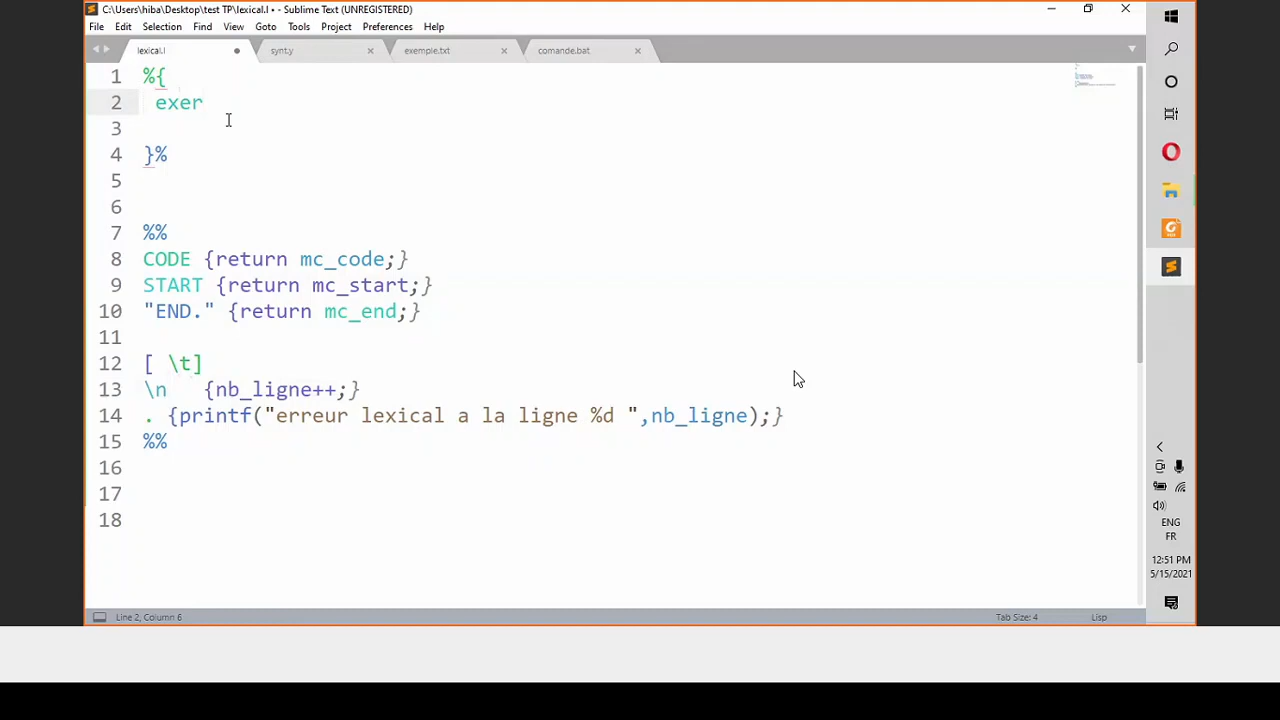 C:\Users\hiba\Desktop\test TP\lexical.l • - Sublime Text (UNREGISTERED)
File Edit Selection Find View Goto Tools Project Preferences Help
lexical.l synt.y exemple.txt comande.bat
1 %{
2 exer
3
4 }%
5
6
7 %%
8 CODE {return mc_code;}
9 START {return mc_start;}
10 "END." {return mc_end;}
11
12 [ \t]
13 \n {nb_ligne++;}
14 . {printf("erreur lexical a la ligne %d ",nb_ligne);}
15 %%
16
17
18
Line 2, Column 6 Tab Size: 4 Lisp
ENG
FR
12:51 PM
5/15/2021